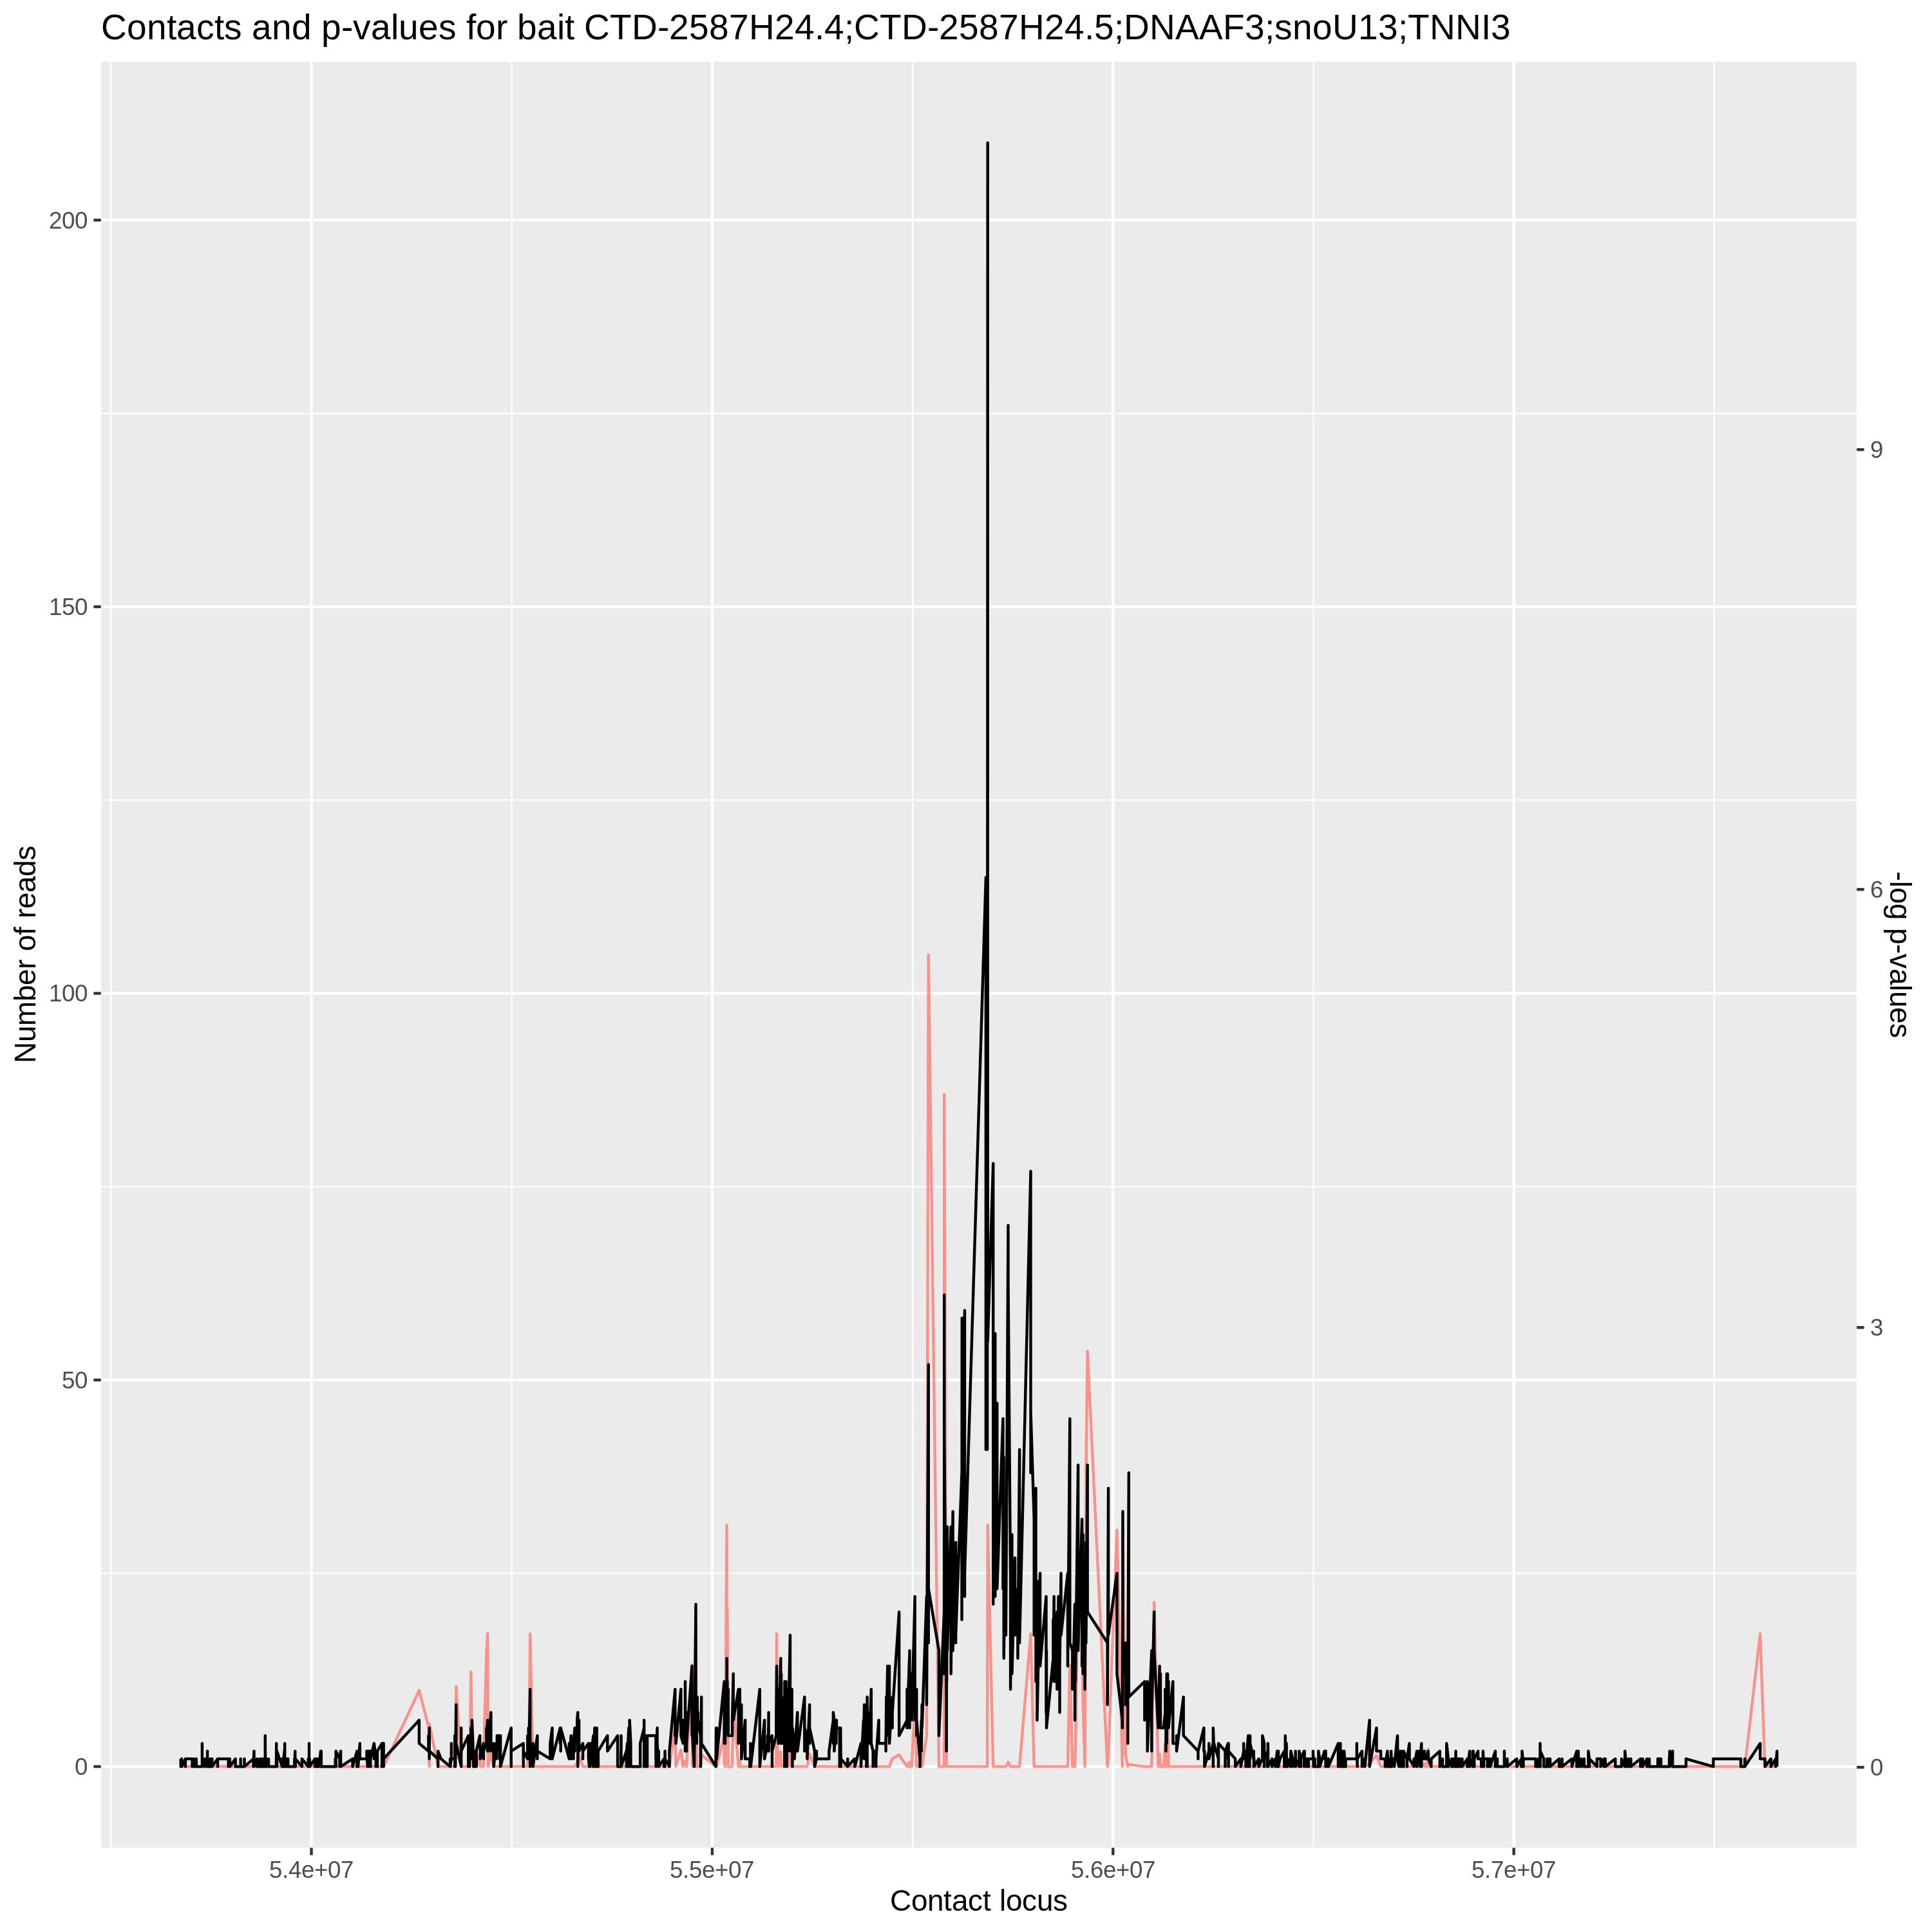 Contacts and p-values for bait CTD-2587H24.4;CTD-2587H24.5;DNAAF3;snoU13;TNNI3
200
150
100
50
0
Number of reads
9
6
3
0
-log p-values
5.4e+07
5.5e+07
5.6e+07
5.7e+07
Contact locus